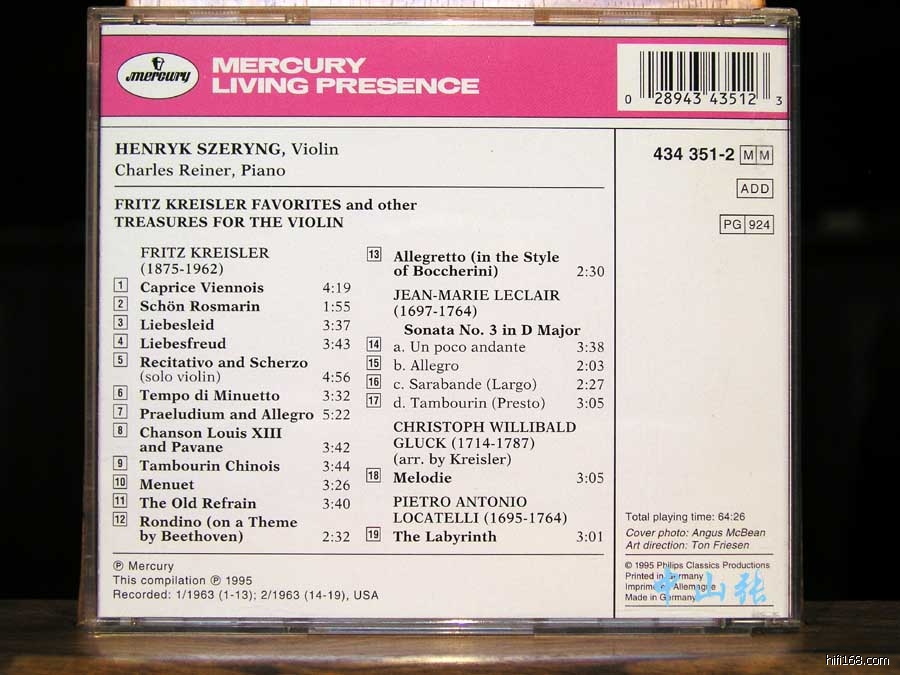 mercury
MERCURY
LIVING PRESENCE
0 28943 43512 3
HENRYK SZERYNG, Violin
Charles Reiner, Piano
434 351-2 MM
ADD
PG 924
FRITZ KREISLER FAVORITES and other
TREASURES FOR THE VIOLIN
FRITZ KREISLER
(1875-1962)
1 Caprice Viennois 4:19
2 Schön Rosmarin 1:55
3 Liebesleid 3:37
4 Liebesfreud 3:43
5 Recitativo and Scherzo
(solo violin) 4:56
6 Tempo di Minuetto 3:32
7 Praeludium and Allegro 5:22
8 Chanson Louis XIII
and Pavane 3:42
9 Tambourin Chinois 3:44
10 Menuet 3:26
11 The Old Refrain 3:40
12 Rondino (on a Theme
by Beethoven) 2:32
13 Allegretto (in the Style
of Boccherini) 2:30
JEAN-MARIE LECLAIR
(1697-1764)
Sonata No. 3 in D Major
14 a. Un poco andante 3:38
15 b. Allegro 2:03
16 c. Sarabande (Largo) 2:27
17 d. Tambourin (Presto) 3:05
CHRISTOPH WILLIBALD
GLUCK (1714-1787)
(arr. by Kreisler)
18 Melodie 3:05
PIETRO ANTONIO
LOCATELLI (1695-1764)
19 The Labyrinth 3:01
℗ Mercury
This compilation ℗ 1995
Recorded: 1/1963 (1-13); 2/1963 (14-19), USA
Total playing time: 64:26
Cover photo: Angus McBean
Art direction: Ton Friesen
© 1995 Philips Classics Productions
Printed in Germany
Imprimé en Allemagne
Made in Germany
中山张
hifi168.com